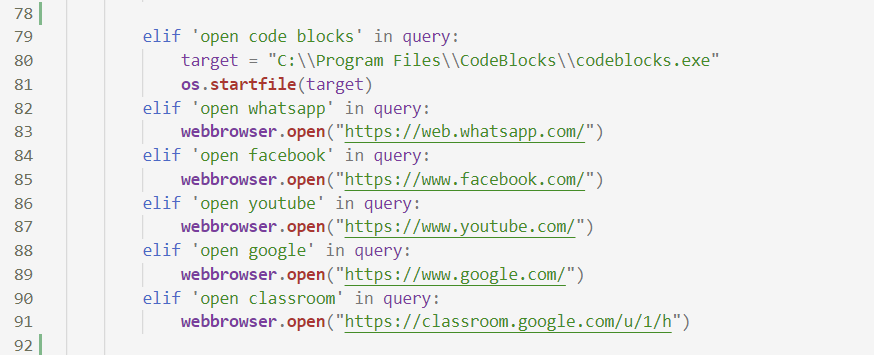 78
79 elif 'open code blocks' in query:
80 target = "C:\\Program Files\\CodeBlocks\\codeblocks.exe"
81 os.startfile(target)
82 elif 'open whatsapp' in query:
83 webbrowser.open("https://web.whatsapp.com/")
84 elif 'open facebook' in query:
85 webbrowser.open("https://www.facebook.com/")
86 elif 'open youtube' in query:
87 webbrowser.open("https://www.youtube.com/")
88 elif 'open google' in query:
89 webbrowser.open("https://www.google.com/")
90 elif 'open classroom' in query:
91 webbrowser.open("https://classroom.google.com/u/1/h")
92